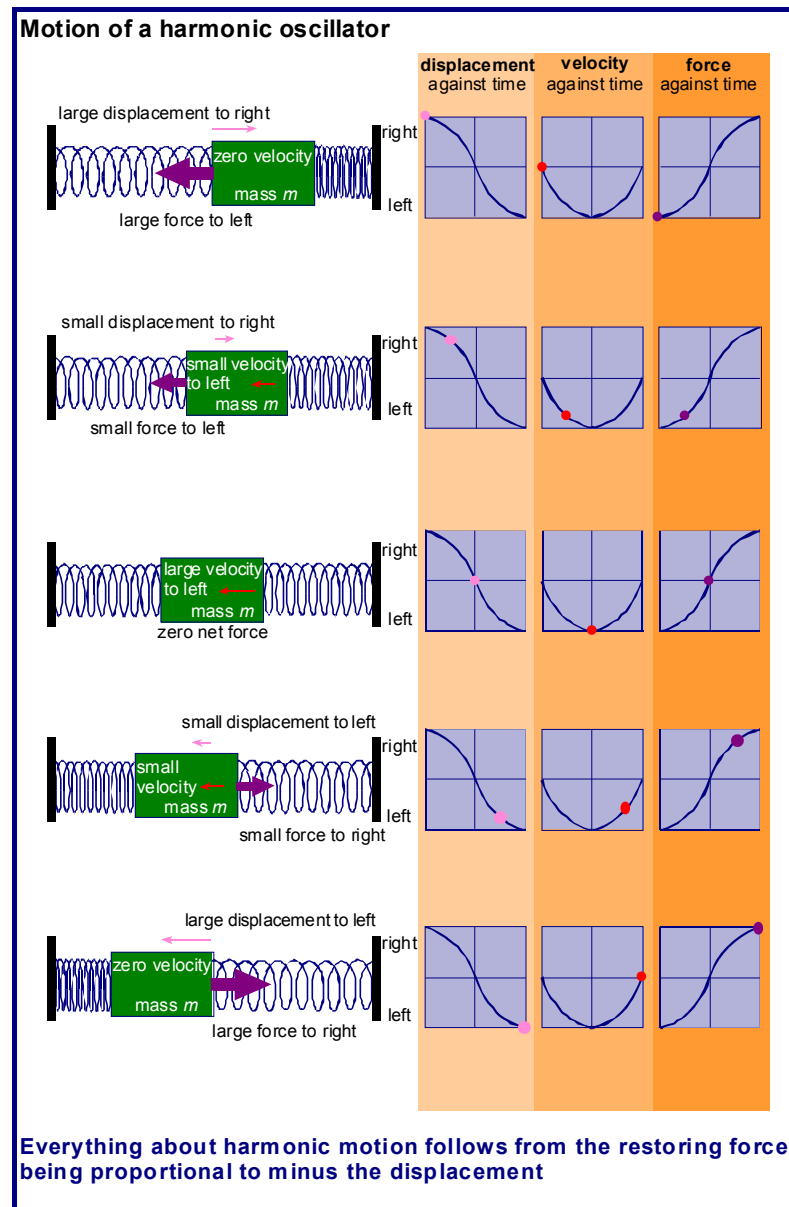 Motion of a harmonic oscillator
displacement
against time
velocity
against time
force
against time
large displacement to right
right
zero velocity
mass m
left
large force to left
small displacement to right
right
small velocity
to left
mass m
left
small force to left
right
large velocity
to left
mass m
left
zero net force
small displacement to left
right
small
velocity
mass m
left
small force to right
large displacement to left
right
zero velocity
mass m
left
large force to right
Everything about harmonic motion follows from the restoring force
being proportional to minus the displacement